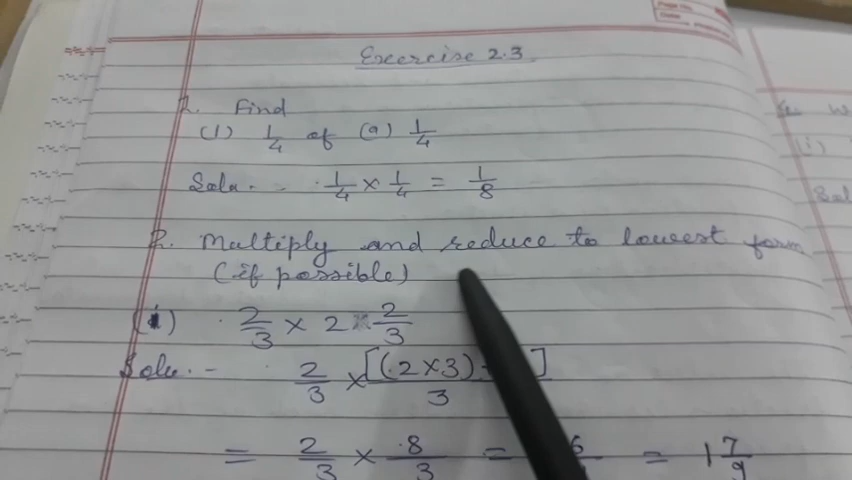 Exercise 2.3
1. Find
(1) 1/4 of (a) 1/4
Soln. - 1/4 × 1/4 = 1/8
2. Multiply and reduce to lowest form
(if possible)
(i) 2/3 × 2 2/3
Soln. - 2/3 × [(2×3)+ ]/3
= 2/3 × 8/3 = = 1 7/9